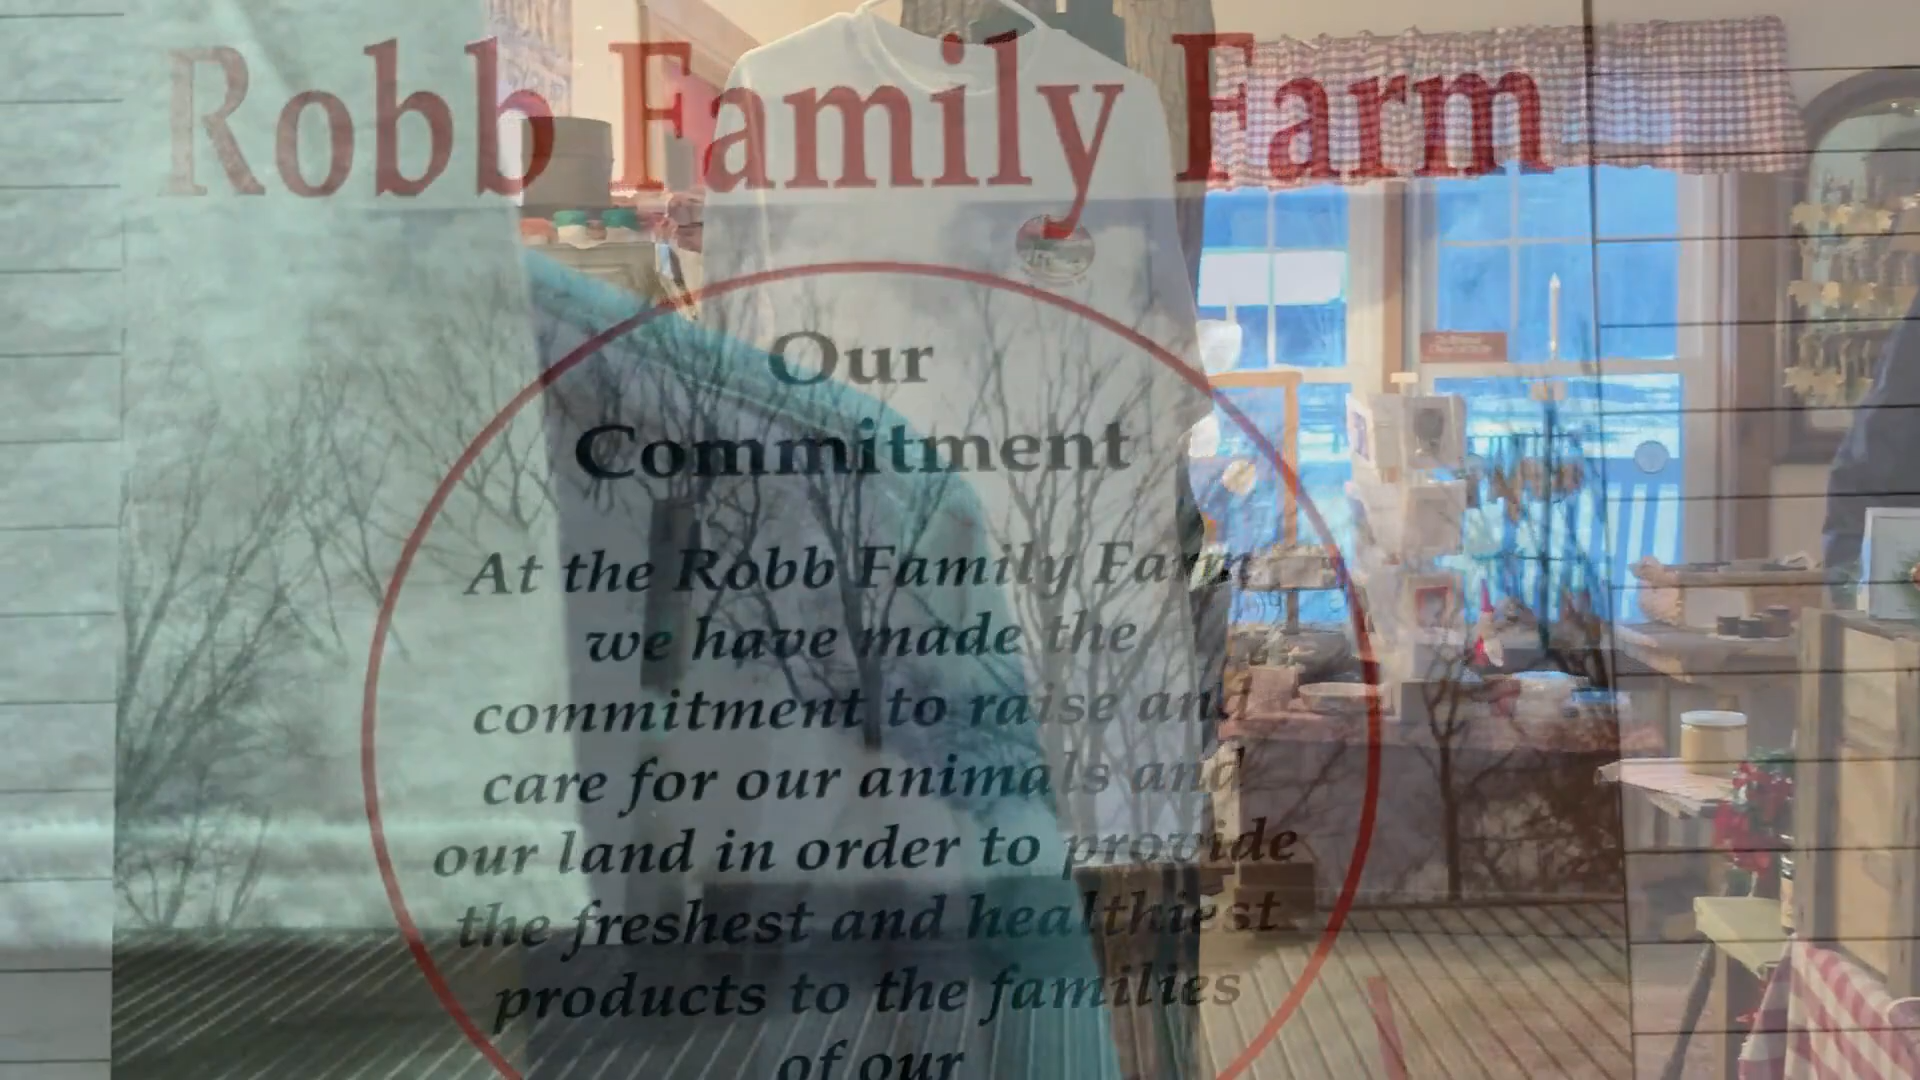 Robb Family Farm
Our
Commitment
At the Robb Family Farm
we have made the
commitment to raise and
care for our animals and
our land in order to provide
the freshest and healthiest
products to the families
of our